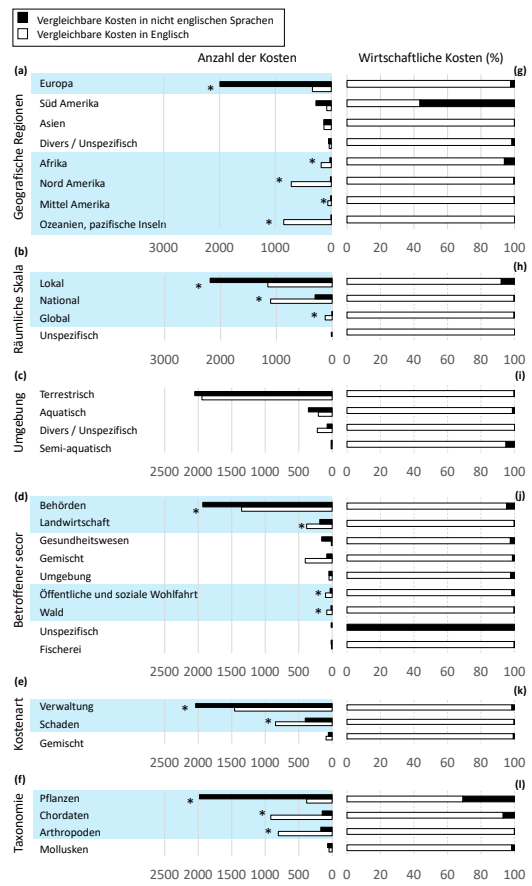 Vergleichbare Kosten in nicht englischen Sprachen
Vergleichbare Kosten in Englisch
Anzahl der Kosten
Wirtschaftliche Kosten (%)
(a)
(g)
Geografische Regionen
Europa
*
Süd Amerika
Asien
Divers / Unspezifisch
Afrika
*
Nord Amerika
*
Mittel Amerika
*
Ozeanien, pazifische Inseln
*
3000 2000 1000 0
0 20 40 60 80 100
(b)
(h)
Räumliche Skala
Lokal
*
National
*
Global
*
Unspezifisch
3000 2000 1000 0
0 20 40 60 80 100
(c)
(i)
Umgebung
Terrestrisch
Aquatisch
Divers / Unspezifisch
Semi-aquatisch
2500 2000 1500 1000 500 0
0 20 40 60 80 100
(d)
(j)
Betroffener secor
Behörden
*
Landwirtschaft
*
Gesundheitswesen
Gemischt
Umgebung
Öffentliche und soziale Wohlfahrt
*
Wald
*
Unspezifisch
Fischerei
2500 2000 1500 1000 500 0
0 20 40 60 80 100
(e)
(k)
Kostenart
Verwaltung
*
Schaden
*
Gemischt
2500 2000 1500 1000 500 0
0 20 40 60 80 100
(f)
(l)
Taxonomie
Pflanzen
*
Chordaten
*
Arthropoden
*
Mollusken
2500 2000 1500 1000 500 0
0 20 40 60 80 100